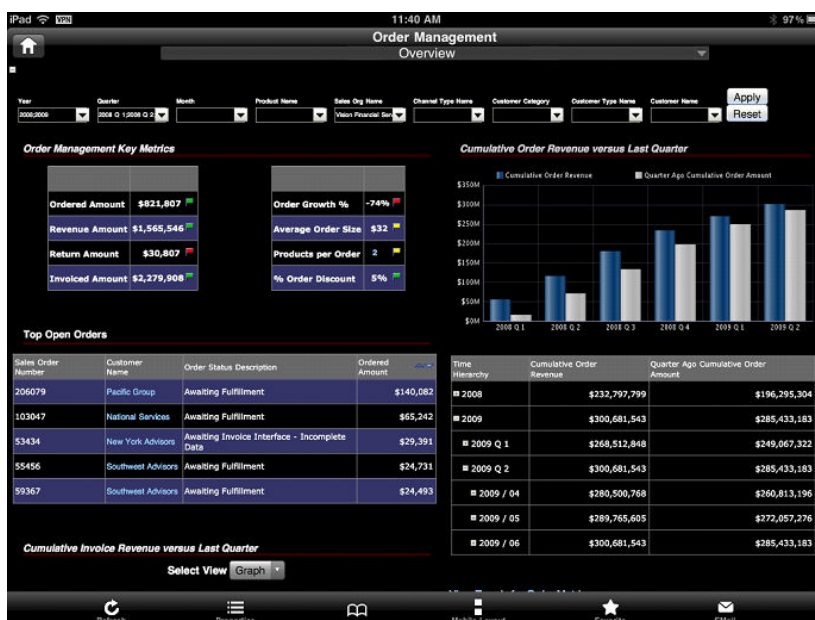 iPad VPN 11:40 AM 97%
Order Management
Overview
Year Quarter Month Product Name Sales Org Name Channel Type Name Customer Category Customer Type Name Customer Name
2008;2009 2008 Q 1;2008 Q 2; Vision Financial Ser
Apply
Reset
Order Management Key Metrics
Ordered Amount $821,807
Revenue Amount $1,565,546
Return Amount $30,807
Invoiced Amount $2,279,908
Order Growth % -74%
Average Order Size $32
Products per Order 2
% Order Discount 5%
Cumulative Order Revenue versus Last Quarter
Cumulative Order Revenue Quarter Ago Cumulative Order Amount
$350M
$300M
$250M
$200M
$150M
$100M
$50M
$0M
2008 Q 1 2008 Q 2 2008 Q 3 2008 Q 4 2009 Q 1 2009 Q 2
Top Open Orders
Sales Order Number Customer Name Order Status Description Ordered Amount
206079 Pacific Group Awaiting Fulfillment $140,082
103047 National Services Awaiting Fulfillment $65,242
53434 New York Advisors Awaiting Invoice Interface - Incomplete Data $29,391
55456 Southwest Advisors Awaiting Fulfillment $24,731
59367 Southwest Advisors Awaiting Fulfillment $24,493
Time Hierarchy Cumulative Order Revenue Quarter Ago Cumulative Order Amount
2008 $232,797,799 $196,295,304
2009 $300,681,543 $285,433,183
2009 Q 1 $268,512,848 $249,067,322
2009 Q 2 $300,681,543 $285,433,183
2009 / 04 $280,500,768 $260,813,196
2009 / 05 $289,765,605 $272,057,276
2009 / 06 $300,681,543 $285,433,183
Cumulative Invoice Revenue versus Last Quarter
Select View Graph